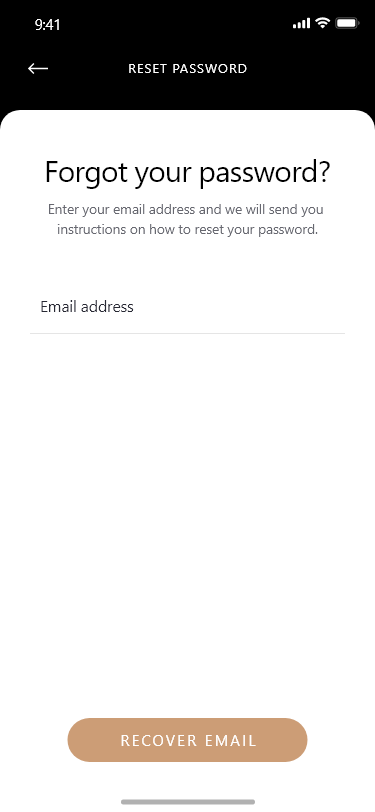 9:41
RESET PASSWORD
Forgot your password?
Enter your email address and we will send you
instructions on how to reset your password.
Email address
RECOVER EMAIL